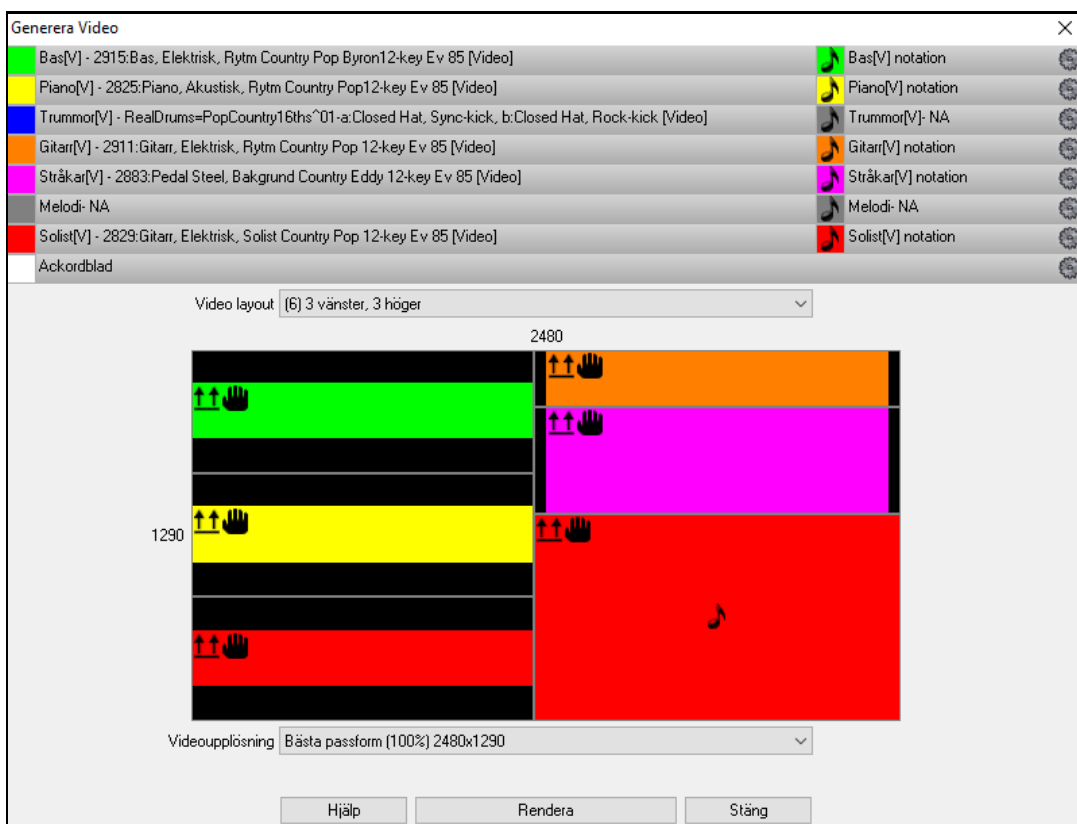 Generera Video
Bas[V] - 2915:Bas, Elektrisk, Rytm Country Pop Byron12-key Ev 85 [Video] Bas[V] notation
Piano[V] - 2825:Piano, Akustisk, Rytm Country Pop12-key Ev 85 [Video] Piano[V] notation
Trummor[V] - RealDrums=PopCountry16ths^01-a:Closed Hat, Sync-kick, b:Closed Hat, Rock-kick [Video] Trummor[V]- NA
Gitarr[V] - 2911:Gitarr, Elektrisk, Rytm Country Pop 12-key Ev 85 [Video] Gitarr[V] notation
Stråkar[V] - 2883:Pedal Steel, Bakgrund Country Eddy 12-key Ev 85 [Video] Stråkar[V] notation
Melodi- NA Melodi- NA
Solist[V] - 2829:Gitarr, Elektrisk, Solist Country Pop 12-key Ev 85 [Video] Solist[V] notation
Ackordblad
Video layout (6) 3 vänster, 3 höger
2480
1290
Videoupplösning Bästa passform (100%) 2480x1290
Hjälp Rendera Stäng